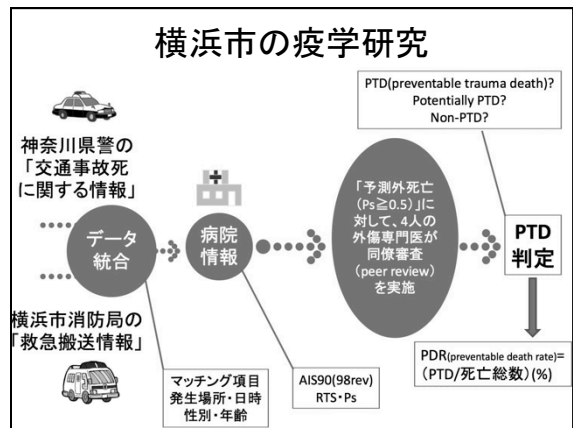 横浜市の疫学研究
PTD(preventable trauma death)?
Potentially PTD?
Non-PTD?
神奈川県警の
「交通事故死
に関する情報」
データ
統合
病院
情報
「予測外死亡
(Ps≧0.5)」に
対して、4人の
外傷専門医が
同僚審査
(peer review)
を実施
PTD
判定
横浜市消防局の
「救急搬送情報」
マッチング項目
発生場所・日時
性別・年齢
AIS90(98rev)
RTS・Ps
PDR(preventable death rate)=
(PTD/死亡総数)(%)